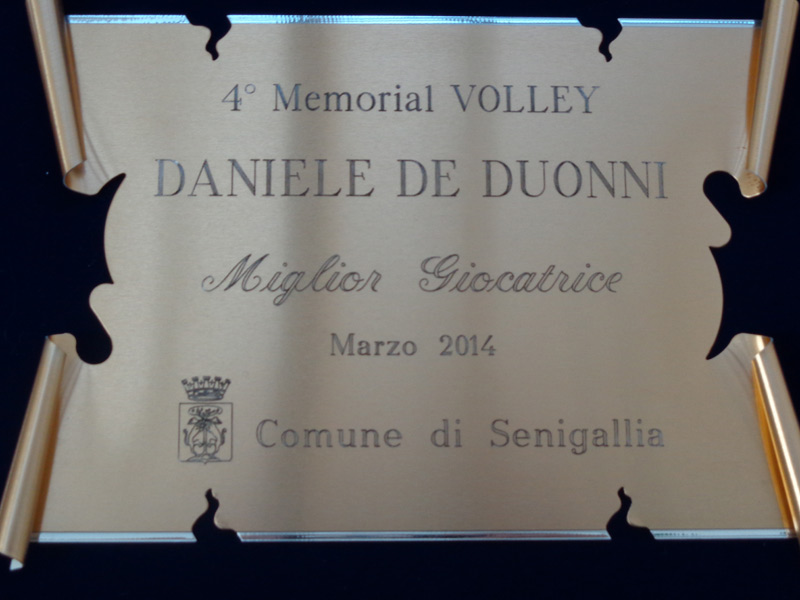 4° Memorial VOLLEY
DANIELE DE DUONNI
Miglior Giocatrice
Marzo 2014
Comune di Senigallia